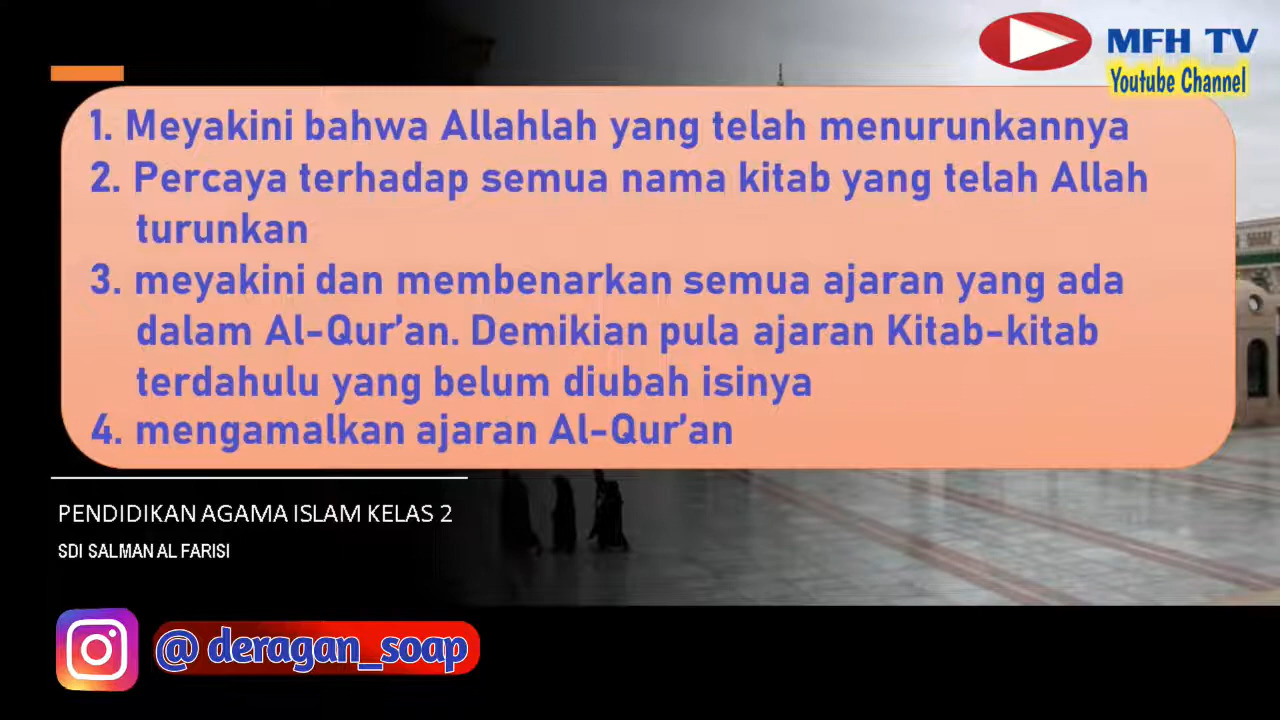 MFH TV
Youtube Channel
1. Meyakini bahwa Allahlah yang telah menurunkannya
2. Percaya terhadap semua nama kitab yang telah Allah
turunkan
3. meyakini dan membenarkan semua ajaran yang ada
dalam Al-Qur'an. Demikian pula ajaran Kitab-kitab
terdahulu yang belum diubah isinya
4. mengamalkan ajaran Al-Qur'an
PENDIDIKAN AGAMA ISLAM KELAS 2
SDI SALMAN AL FARISI
@ deragan_soap